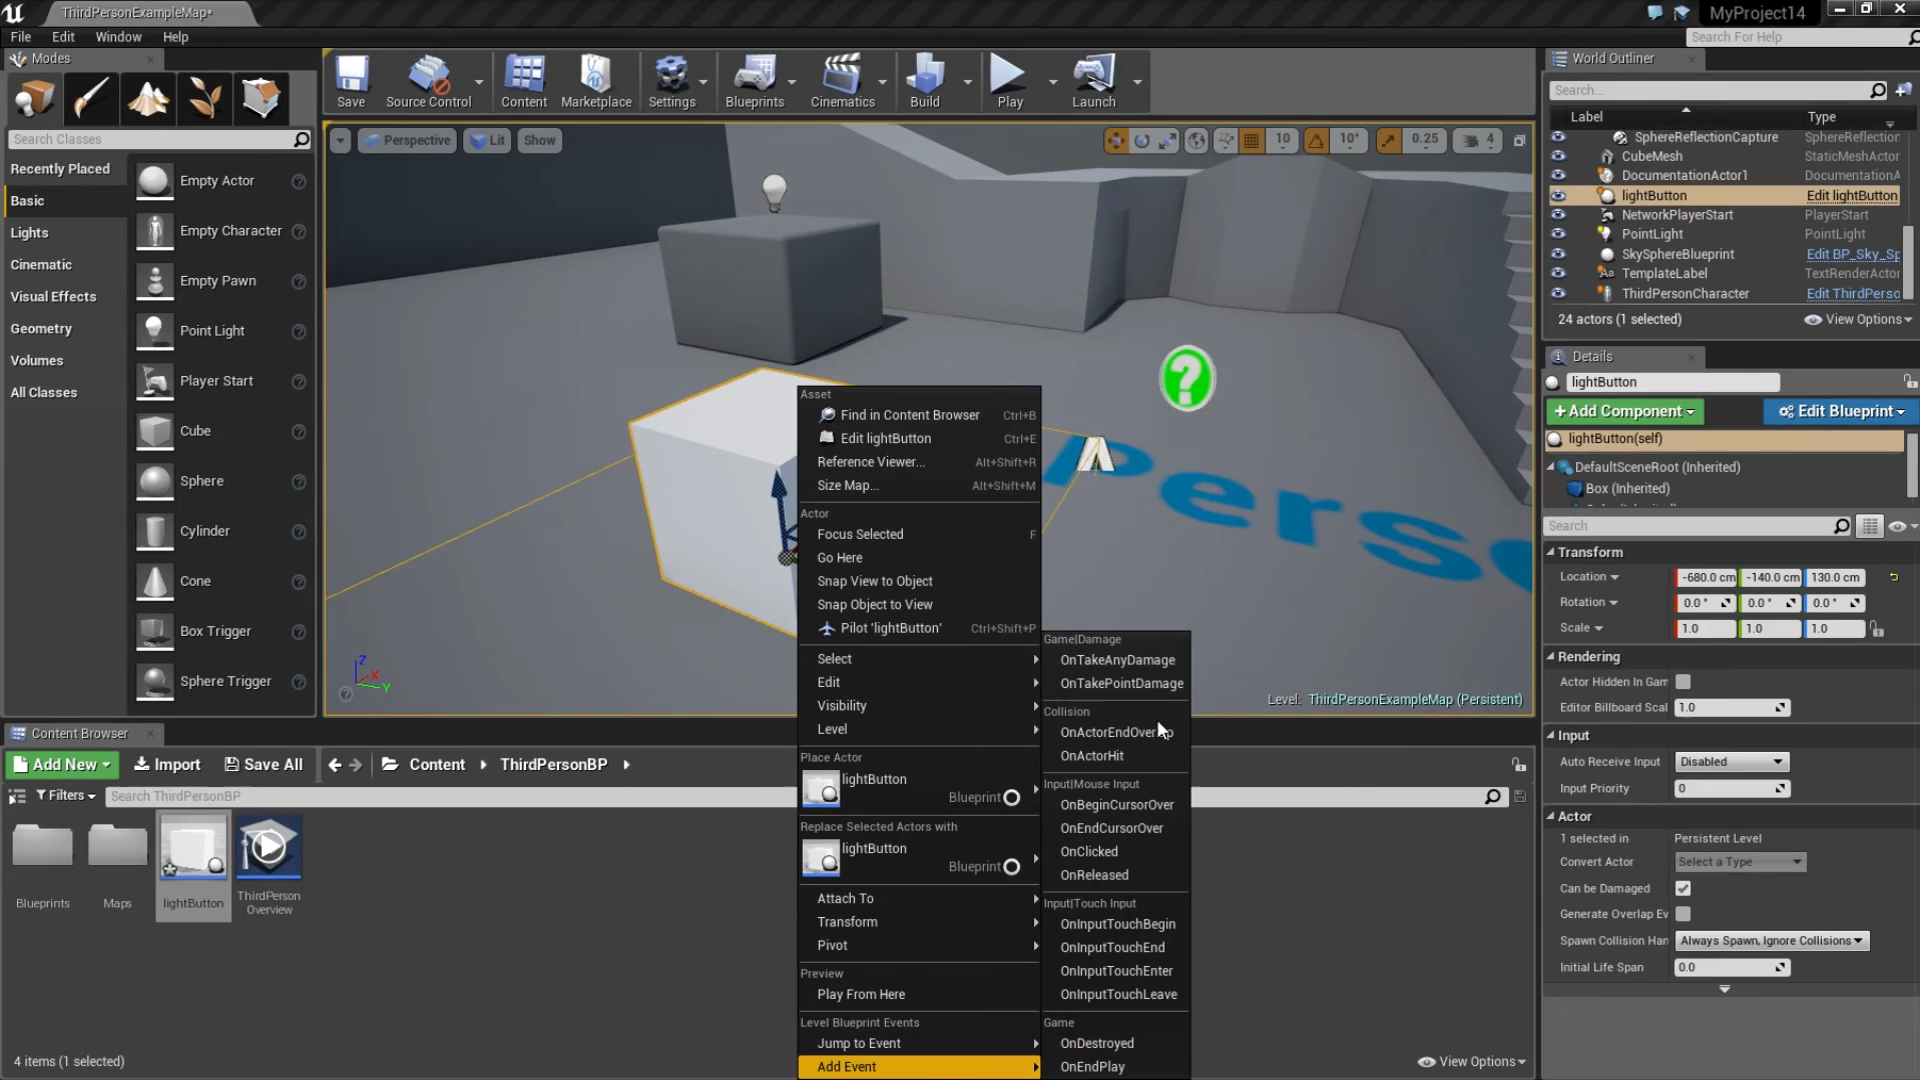 ThirdPersonExampleMap*
MyProject14
File Edit Window Help
Search For Help
Modes
Search Classes
Recently Placed
Basic
Lights
Cinematic
Visual Effects
Geometry
Volumes
All Classes
Empty Actor
Empty Character
Empty Pawn
Point Light
Player Start
Cube
Sphere
Cylinder
Cone
Box Trigger
Sphere Trigger
Save Source Control Content Marketplace Settings Blueprints Cinematics Build Play Launch
Perspective Lit Show
10 10° 0.25 4
Perso
Z
X
Y
Level: ThirdPersonExampleMap (Persistent)
Asset
Find in Content Browser Ctrl+B
Edit lightButton Ctrl+E
Reference Viewer... Alt+Shift+R
Size Map... Alt+Shift+M
Actor
Focus Selected F
Go Here
Snap View to Object
Snap Object to View
Pilot 'lightButton' Ctrl+Shift+P
Select
Edit
Visibility
Level
Place Actor
lightButton
Blueprint
Replace Selected Actors with
lightButton
Blueprint
Attach To
Transform
Pivot
Preview
Play From Here
Level Blueprint Events
Jump to Event
Add Event
Game|Damage
OnTakeAnyDamage
OnTakePointDamage
Collision
OnActorEndOver p
OnActorHit
Input|Mouse Input
OnBeginCursorOver
OnEndCursorOver
OnClicked
OnReleased
Input|Touch Input
OnInputTouchBegin
OnInputTouchEnd
OnInputTouchEnter
OnInputTouchLeave
Game
OnDestroyed
OnEndPlay
World Outliner
Search...
Label Type
SphereReflectionCapture SphereReflection
CubeMesh StaticMeshActor
DocumentationActor1 DocumentationA
lightButton Edit lightButton
NetworkPlayerStart PlayerStart
PointLight PointLight
SkySphereBlueprint Edit BP_Sky_Sp
TemplateLabel TextRenderActor
ThirdPersonCharacter Edit ThirdPerso
24 actors (1 selected) View Options
Details
lightButton
+Add Component Edit Blueprint
lightButton(self)
DefaultSceneRoot (Inherited)
Box (Inherited)
Search
Transform
Location -680.0 cm -140.0 cm 130.0 cm
Rotation 0.0° 0.0° 0.0°
Scale 1.0 1.0 1.0
Rendering
Actor Hidden In Gam
Editor Billboard Scal 1.0
Input
Auto Receive Input Disabled
Input Priority 0
Actor
1 selected in Persistent Level
Convert Actor Select a Type
Can be Damaged
Generate Overlap Ev
Spawn Collision Han Always Spawn, Ignore Collisions
Initial Life Span 0.0
Content Browser
Add New Import Save All Content ThirdPersonBP
Filters Search ThirdPersonBP
Blueprints
Maps
lightButton
ThirdPerson
Overview
4 items (1 selected)
View Options